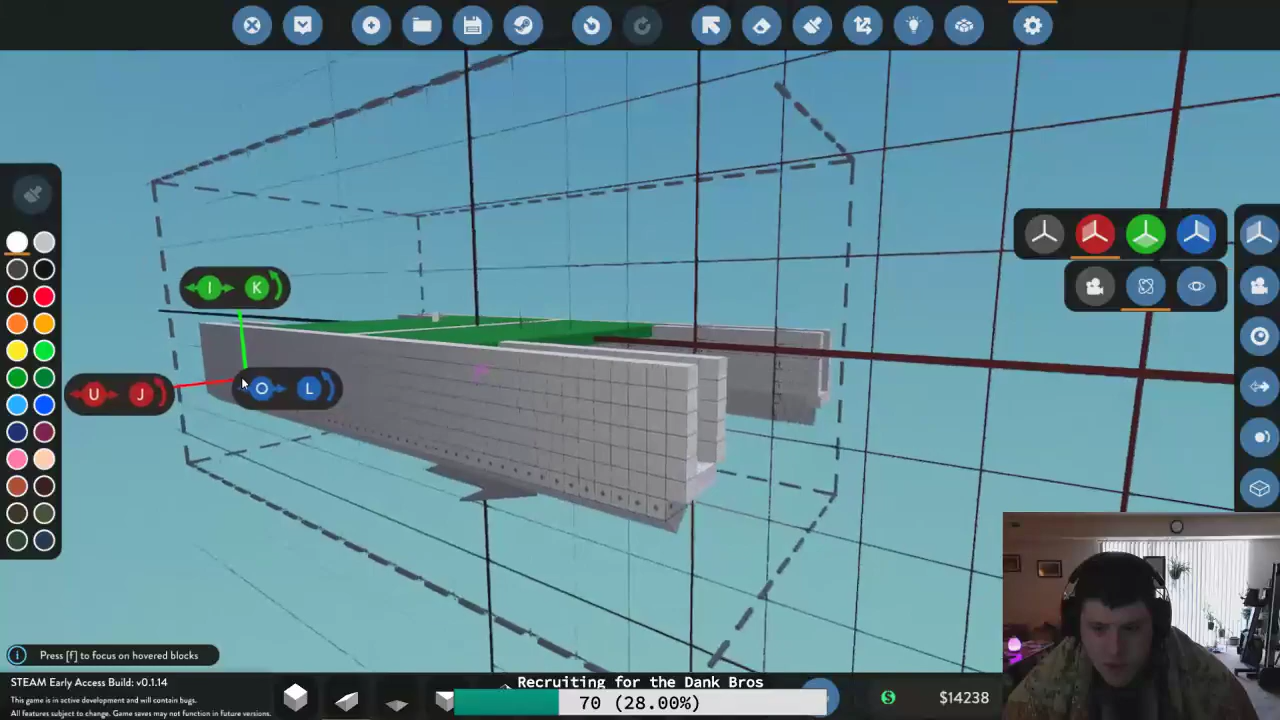 I
K
U
J
O
L
Press [f] to focus on hovered blocks
STEAM Early Access Build: v0.1.14
This game is in active development and will contain bugs.
All features subject to change. Game saves may not function in future versions.
Recruiting for the Dank Bros
70 (28.00%)
$
$14238